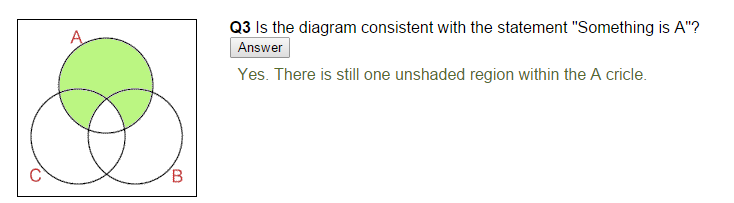 A
C
B
Q3 Is the diagram consistent with the statement "Something is A"?
Answer
Yes. There is still one unshaded region within the A cricle.